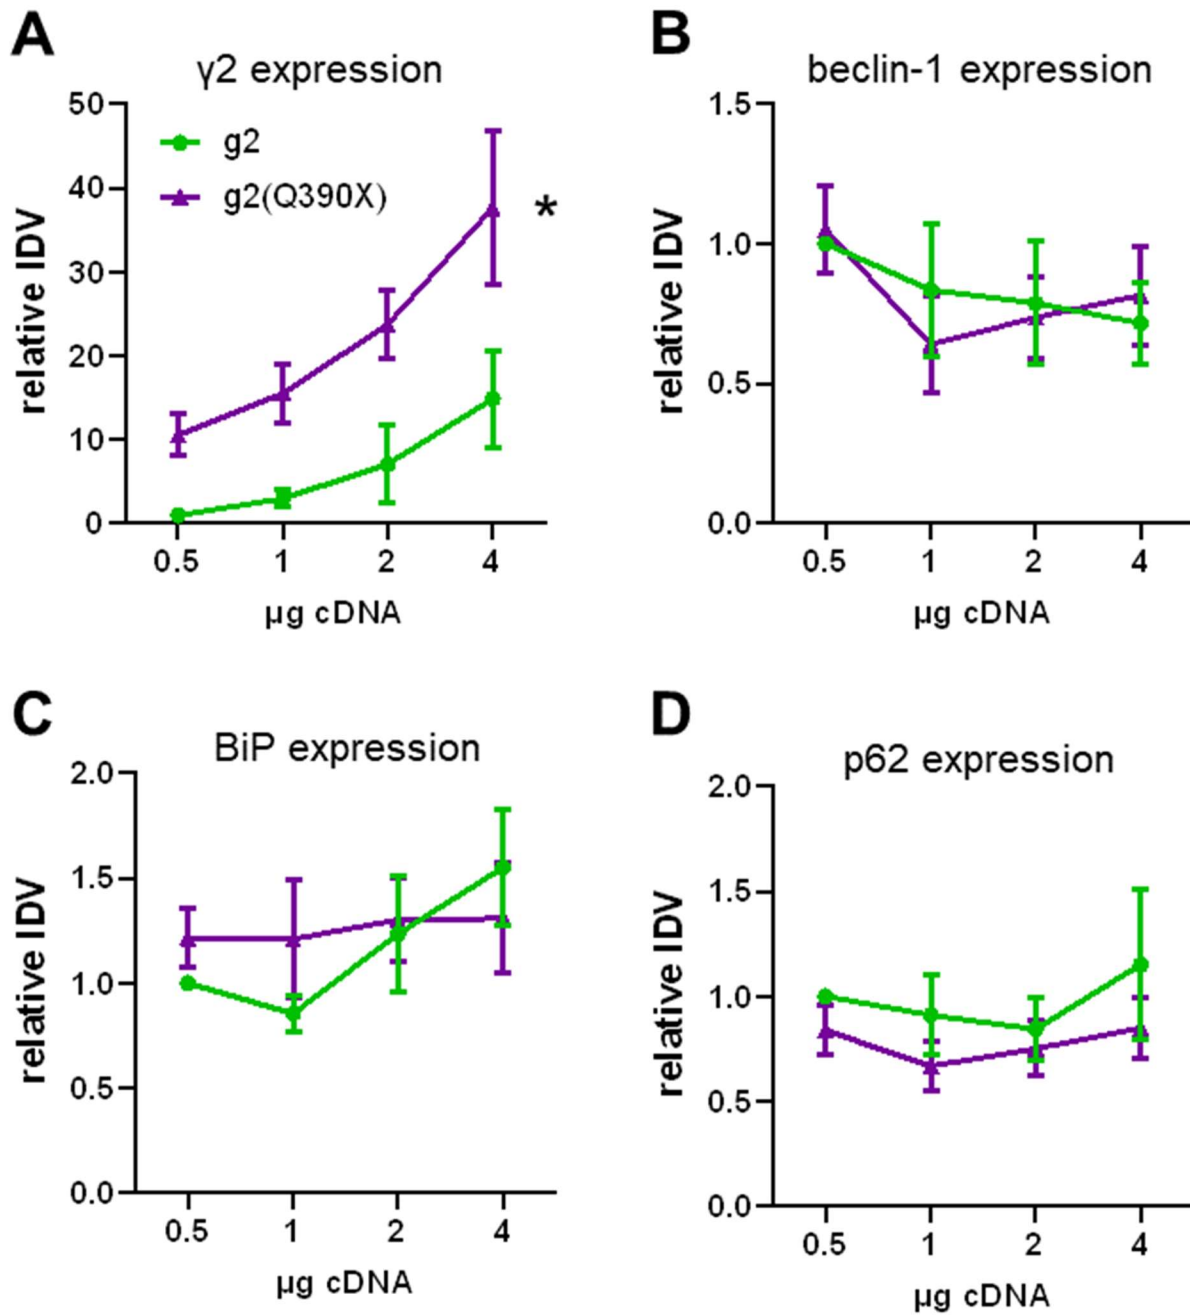 A
γ2 expression
relative IDV
50
40
30
20
10
0
g2
g2(Q390X)
*
0.5 1 2 4
µg cDNA
B
beclin-1 expression
relative IDV
1.5
1.0
0.5
0.0
0.5 1 2 4
µg cDNA
C
BiP expression
relative IDV
2.0
1.5
1.0
0.5
0.0
0.5 1 2 4
µg cDNA
D
p62 expression
relative IDV
2.0
1.5
1.0
0.5
0.0
0.5 1 2 4
µg cDNA